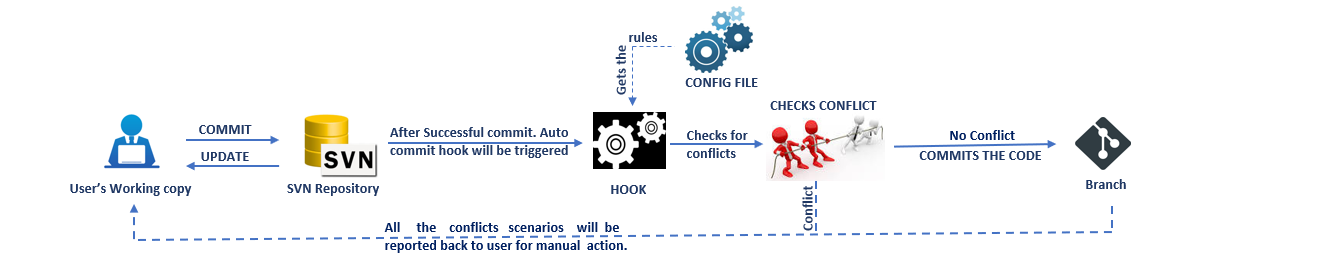 rules
Gets the
CONFIG FILE
CHECKS CONFLICT
COMMIT
UPDATE
SVN
After Successful commit. Auto
commit hook will be triggered
Checks for
conflicts
No Conflict
COMMITS THE CODE
User's Working copy
SVN Repository
HOOK
Branch
Conflict
All the conflicts scenarios will be
reported back to user for manual action.